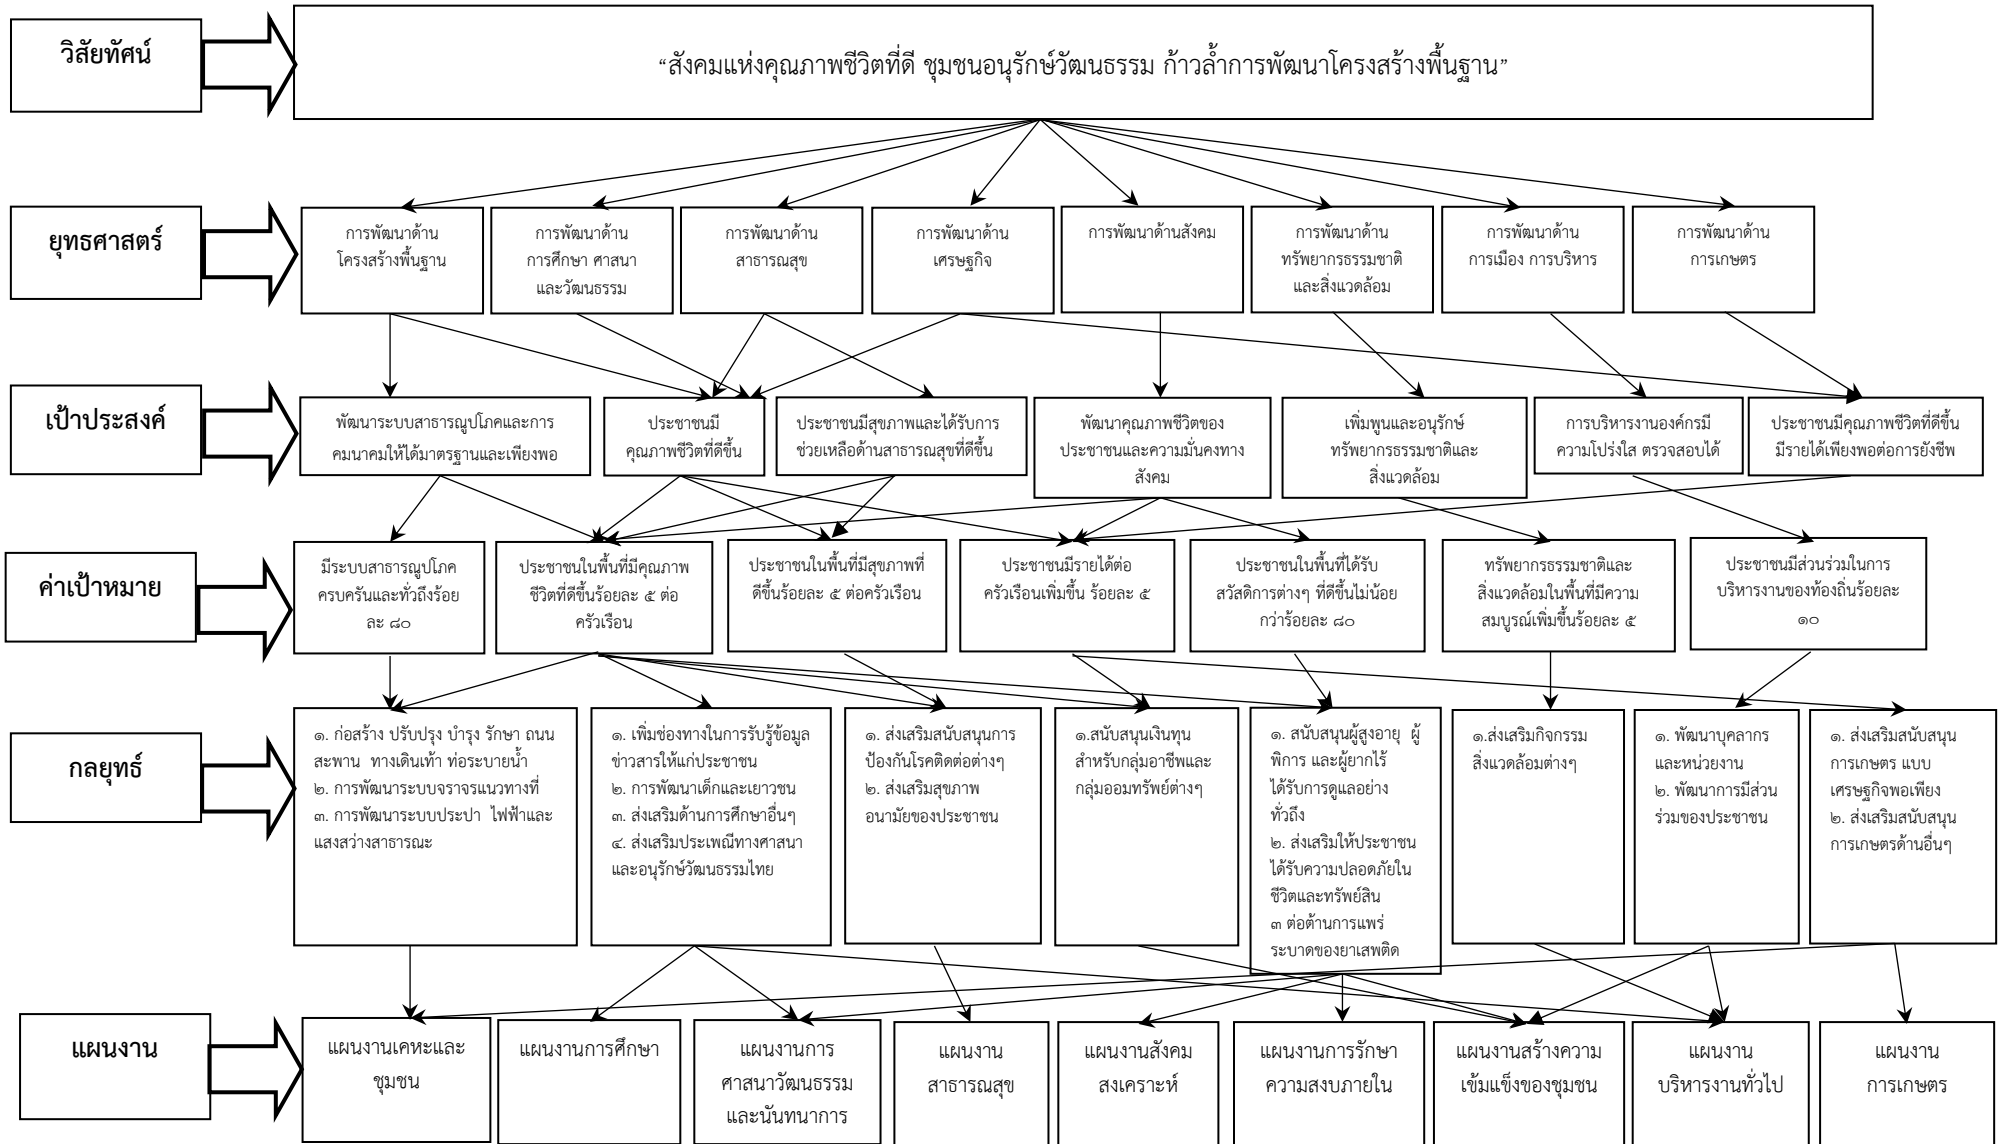 วิสัยทัศน์
“สังคมแห่งคุณภาพชีวิตที่ดี ชุมชนอนุรักษ์วัฒนธรรม ก้าวล้ำการพัฒนาโครงสร้างพื้นฐาน”
ยุทธศาสตร์
การพัฒนาด้าน
โครงสร้างพื้นฐาน
การพัฒนาด้าน
การศึกษา ศาสนา
และวัฒนธรรม
การพัฒนาด้าน
สาธารณสุข
การพัฒนาด้าน
เศรษฐกิจ
การพัฒนาด้านสังคม
การพัฒนาด้าน
ทรัพยากรธรรมชาติ
และสิ่งแวดล้อม
การพัฒนาด้าน
การเมือง การบริหาร
การพัฒนาด้าน
การเกษตร
เป้าประสงค์
พัฒนาระบบสาธารณูปโภคและการ
คมนาคมให้ได้มาตรฐานและเพียงพอ
ประชาชนมี
คุณภาพชีวิตที่ดีขึ้น
ประชาชนมีสุขภาพและได้รับการ
ช่วยเหลือด้านสาธารณสุขที่ดีขึ้น
พัฒนาคุณภาพชีวิตของ
ประชาชนและความมั่นคงทาง
สังคม
เพิ่มพูนและอนุรักษ์
ทรัพยากรธรรมชาติและ
สิ่งแวดล้อม
การบริหารงานองค์กรมี
ความโปร่งใส ตรวจสอบได้
ประชาชนมีคุณภาพชีวิตที่ดีขึ้น
มีรายได้เพียงพอต่อการยังชีพ
ค่าเป้าหมาย
มีระบบสาธารณูปโภค
ครบครันและทั่วถึงร้อย
ละ ๘๐
ประชาชนในพื้นที่มีคุณภาพ
ชีวิตที่ดีขึ้นร้อยละ ๕ ต่อ
ครัวเรือน
ประชาชนในพื้นที่มีสุขภาพที่
ดีขึ้นร้อยละ ๕ ต่อครัวเรือน
ประชาชนมีรายได้ต่อ
ครัวเรือนเพิ่มขึ้น ร้อยละ ๕
ประชาชนในพื้นที่ได้รับ
สวัสดิการต่างๆ ที่ดีขึ้นไม่น้อย
กว่าร้อยละ ๘๐
ทรัพยากรธรรมชาติและ
สิ่งแวดล้อมในพื้นที่มีความ
สมบูรณ์เพิ่มขึ้นร้อยละ ๕
ประชาชนมีส่วนร่วมในการ
บริหารงานของท้องถิ่นร้อยละ
๑๐
กลยุทธ์
๑. ก่อสร้าง ปรับปรุง บำรุง รักษา ถนน
สะพาน ทางเดินเท้า ท่อระบายน้ำ
๒. การพัฒนาระบบจราจรแนวทางที่
๓. การพัฒนาระบบประปา ไฟฟ้าและ
แสงสว่างสาธารณะ
๑. เพิ่มช่องทางในการรับรู้ข้อมูล
ข่าวสารให้แก่ประชาชน
๒. การพัฒนาเด็กและเยาวชน
๓. ส่งเสริมด้านการศึกษาอื่นๆ
๔. ส่งเสริมประเพณีทางศาสนา
และอนุรักษ์วัฒนธรรมไทย
๑. ส่งเสริมสนับสนุนการ
ป้องกันโรคติดต่อต่างๆ
๒. ส่งเสริมสุขภาพ
อนามัยของประชาชน
๑.สนับสนุนเงินทุน
สำหรับกลุ่มอาชีพและ
กลุ่มออมทรัพย์ต่างๆ
๑. สนับสนุนผู้สูงอายุ ผู้
พิการ และผู้ยากไร้
ได้รับการดูแลอย่าง
ทั่วถึง
๒. ส่งเสริมให้ประชาชน
ได้รับความปลอดภัยใน
ชีวิตและทรัพย์สิน
๓ ต่อต้านการแพร่
ระบาดของยาเสพติด
๑.ส่งเสริมกิจกรรม
สิ่งแวดล้อมต่างๆ
๑. พัฒนาบุคลากร
และหน่วยงาน
๒. พัฒนาการมีส่วน
ร่วมของประชาชน
๑. ส่งเสริมสนับสนุน
การเกษตร แบบ
เศรษฐกิจพอเพียง
๒. ส่งเสริมสนับสนุน
การเกษตรด้านอื่นๆ
แผนงาน
แผนงานเคหะและ
ชุมชน
แผนงานการศึกษา
แผนงานการ
ศาสนาวัฒนธรรม
และนันทนาการ
แผนงาน
สาธารณสุข
แผนงานสังคม
สงเคราะห์
แผนงานการรักษา
ความสงบภายใน
แผนงานสร้างความ
เข้มแข็งของชุมชน
แผนงาน
บริหารงานทั่วไป
แผนงาน
การเกษตร